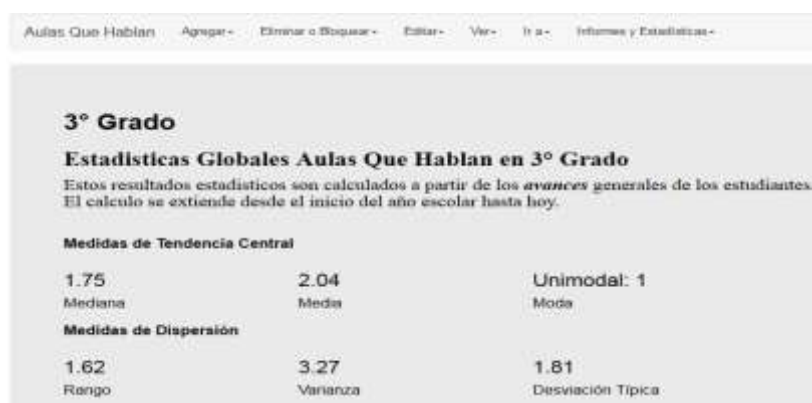 Aulas Que Hablan Agregar Eliminar o Bloquear Editar Ver Ir a Informes y Estadisticas
3° Grado
Estadisticas Globales Aulas Que Hablan en 3° Grado
Estos resultados estadisticos son calculados a partir de los avances generales de los estudiantes.
El calculo se extiende desde el inicio del año escolar hasta hoy.
Medidas de Tendencia Central
1.75 2.04 Unimodal: 1
Mediana Media Moda
Medidas de Dispersión
1.62 3.27 1.81
Rango Varianza Desviación Típica